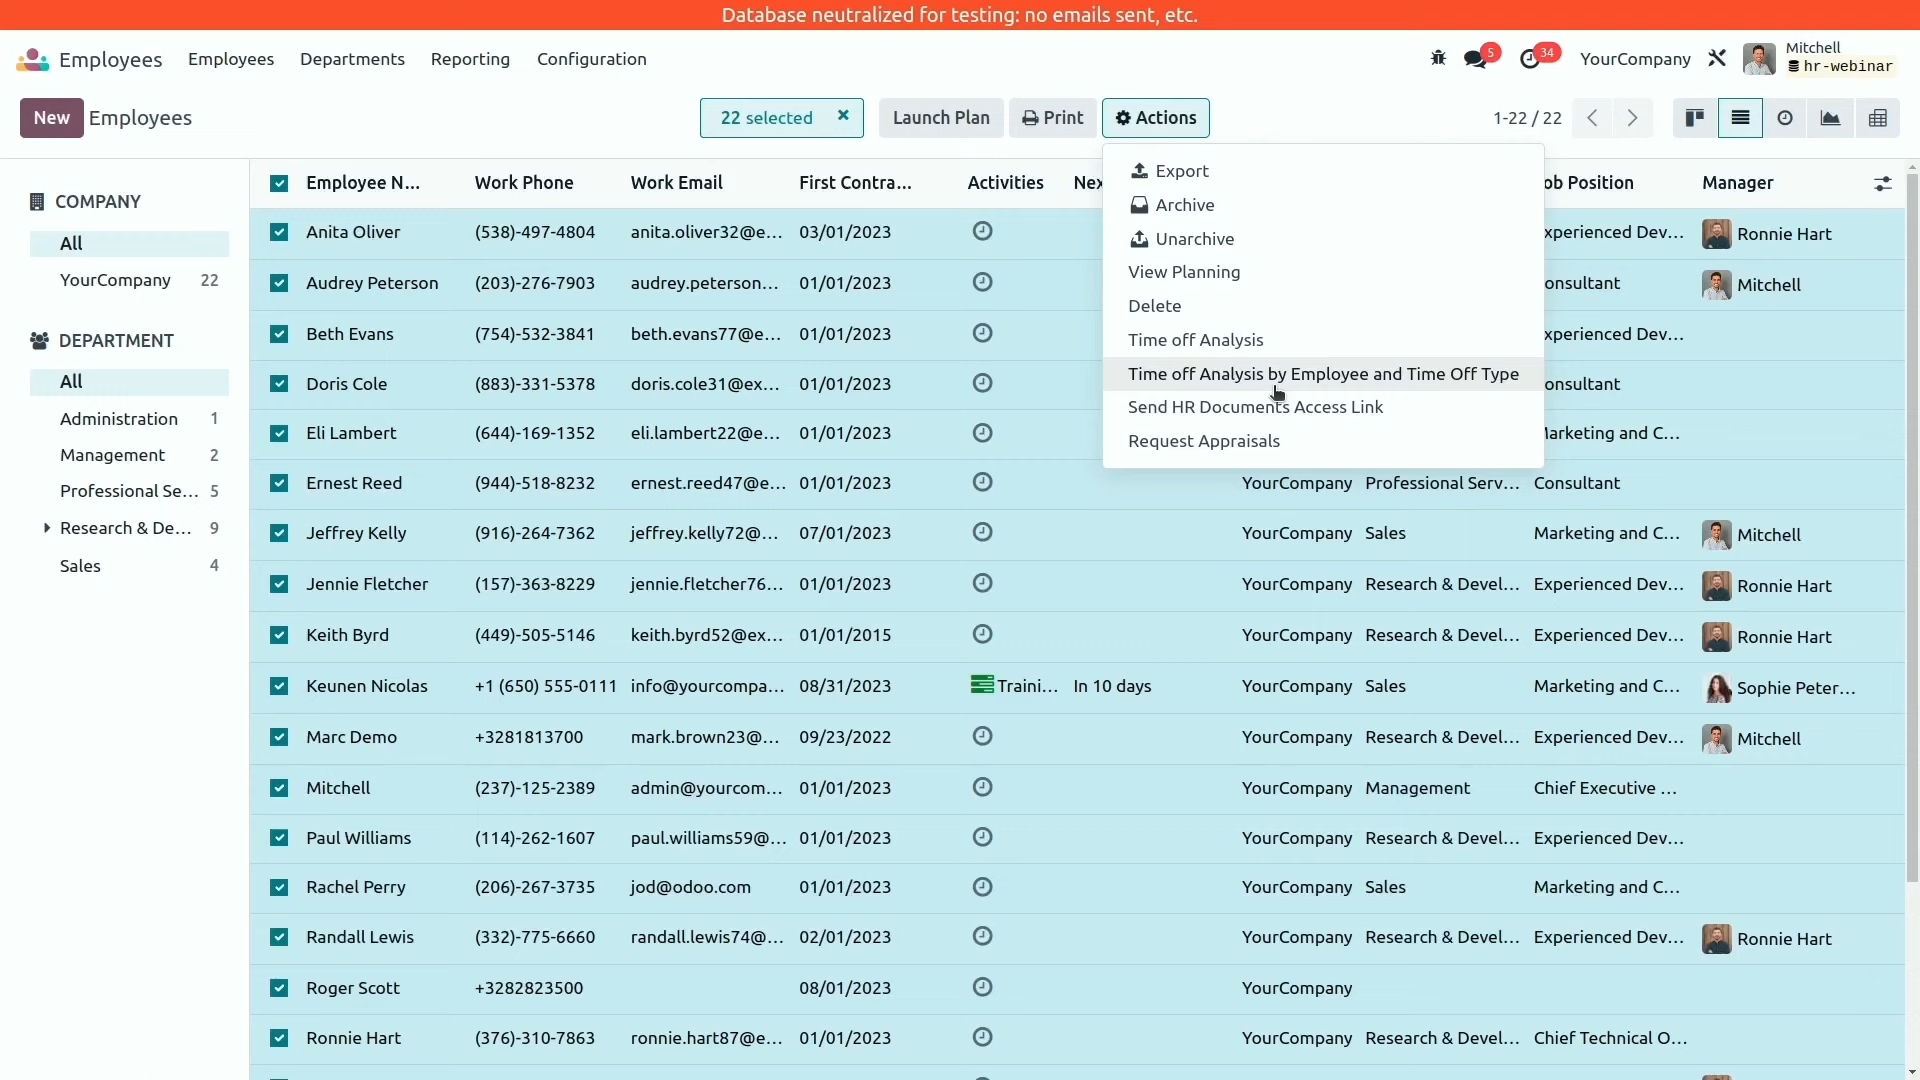 Database neutralized for testing: no emails sent, etc.
Employees Employees Departments Reporting Configuration 5 34 YourCompany Mitchell
hr-webinar
New Employees 22 selected Launch Plan Print Actions 1-22 / 22
Export
Archive
Unarchive
View Planning
Delete
Time off Analysis
Time off Analysis by Employee and Time Off Type
Send HR Documents Access Link
Request Appraisals
COMPANY
All
YourCompany 22
DEPARTMENT
All
Administration 1
Management 2
Professional Se... 5
Research & De... 9
Sales 4
Employee N... Work Phone Work Email First Contra... Activities Nex ob Position Manager
Anita Oliver (538)-497-4804 anita.oliver32@e... 03/01/2023 xperienced Dev... Ronnie Hart
Audrey Peterson (203)-276-7903 audrey.peterson... 01/01/2023 onsultant Mitchell
Beth Evans (754)-532-3841 beth.evans77@e... 01/01/2023 xperienced Dev...
Doris Cole (883)-331-5378 doris.cole31@ex... 01/01/2023 onsultant
Eli Lambert (644)-169-1352 eli.lambert22@e... 01/01/2023 Marketing and C...
Ernest Reed (944)-518-8232 ernest.reed47@e... 01/01/2023 YourCompany Professional Serv... Consultant
Jeffrey Kelly (916)-264-7362 jeffrey.kelly72@... 07/01/2023 YourCompany Sales Marketing and C... Mitchell
Jennie Fletcher (157)-363-8229 jennie.fletcher76... 01/01/2023 YourCompany Research & Devel... Experienced Dev... Ronnie Hart
Keith Byrd (449)-505-5146 keith.byrd52@ex... 01/01/2015 YourCompany Research & Devel... Experienced Dev... Ronnie Hart
Keunen Nicolas +1 (650) 555-0111 info@yourcompa... 08/31/2023 Traini... In 10 days YourCompany Sales Marketing and C... Sophie Peter...
Marc Demo +3281813700 mark.brown23@... 09/23/2022 YourCompany Research & Devel... Experienced Dev... Mitchell
Mitchell (237)-125-2389 admin@yourcom... 01/01/2023 YourCompany Management Chief Executive ...
Paul Williams (114)-262-1607 paul.williams59@... 01/01/2023 YourCompany Research & Devel... Experienced Dev...
Rachel Perry (206)-267-3735 jod@odoo.com 01/01/2023 YourCompany Sales Marketing and C...
Randall Lewis (332)-775-6660 randall.lewis74@... 02/01/2023 YourCompany Research & Devel... Experienced Dev... Ronnie Hart
Roger Scott +3282823500 08/01/2023 YourCompany
Ronnie Hart (376)-310-7863 ronnie.hart87@e... 01/01/2023 YourCompany Research & Devel... Chief Technical O...